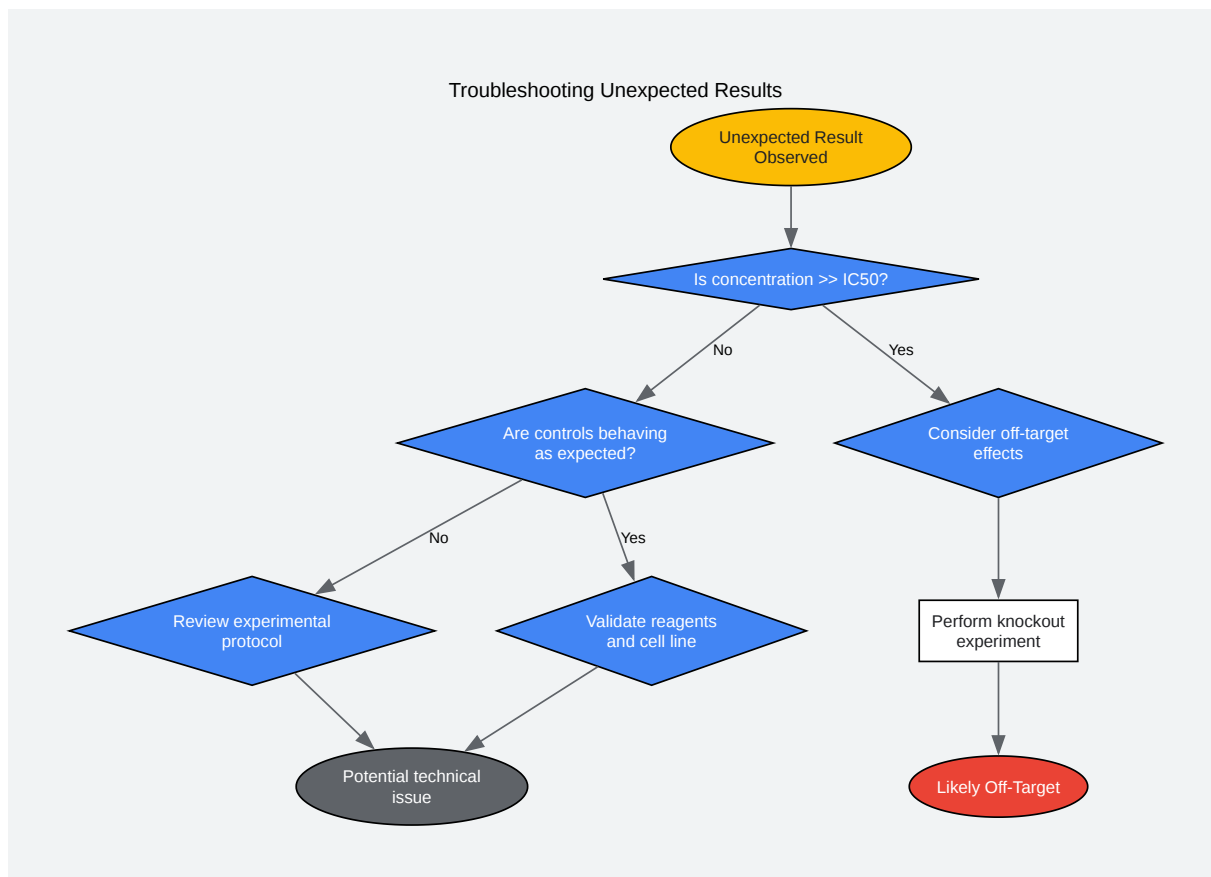 Troubleshooting Unexpected Results
Unexpected Result
Observed
Is concentration >> IC50?
No
Yes
Are controls behaving
as expected?
Consider off-target
effects
No
Yes
Review experimental
protocol
Validate reagents
and cell line
Perform knockout
experiment
Potential technical
issue
Likely Off-Target